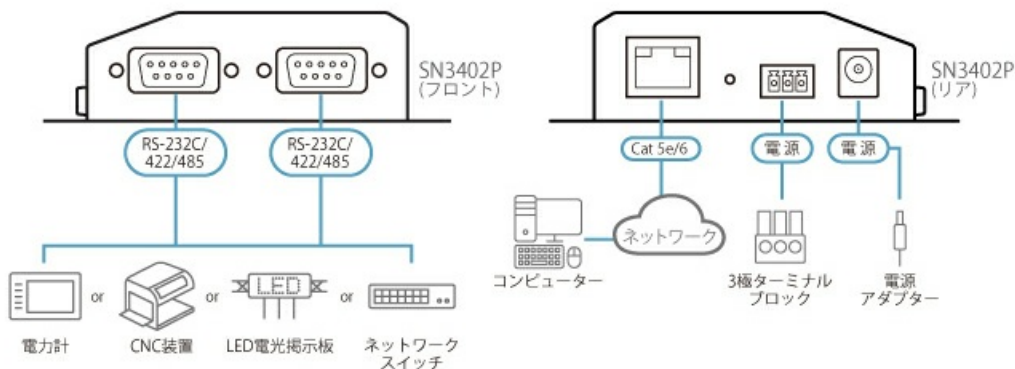 SN3402P
(フロント)
RS-232C/
422/485
RS-232C/
422/485
電力計
or
CNC装置
or
LED
LED電光掲示板
or
ネットワーク
スイッチ
SN3402P
(リア)
Cat 5e/6
電源
電源
コンピューター
ネットワーク
3極ターミナル
ブロック
電源
アダプター